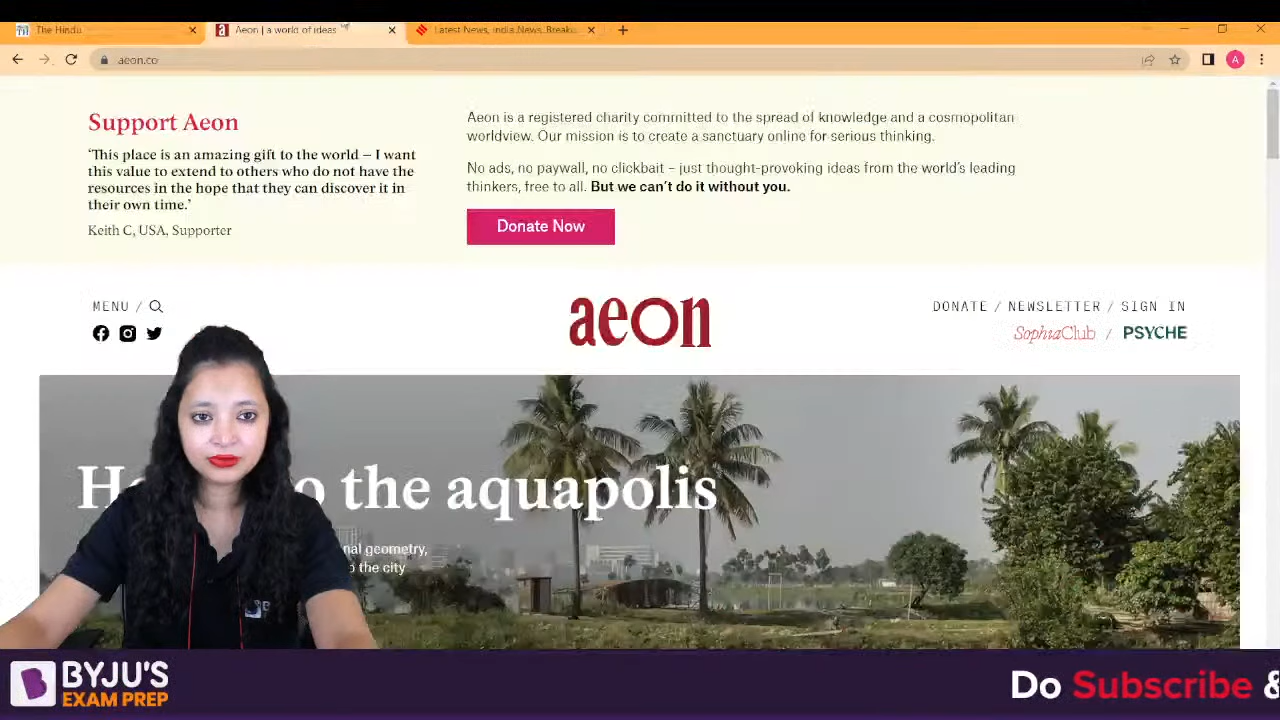 The Hindu
Aeon | a world of ideas
Latest News, India News, Breaku
aeon.co
A
Support Aeon
‘This place is an amazing gift to the world – I want
this value to extend to others who do not have the
resources in the hope that they can discover it in
their own time.’
Keith C, USA, Supporter
Aeon is a registered charity committed to the spread of knowledge and a cosmopolitan
worldview. Our mission is to create a sanctuary online for serious thinking.
No ads, no paywall, no clickbait – just thought-provoking ideas from the world’s leading
thinkers, free to all. But we can’t do it without you.
Donate Now
MENU /
aeon
DONATE / NEWSLETTER / SIGN IN
SophiaClub / PSYCHE
the aquapolis
nal geometry,
the city
BYJU'S
EXAM PREP
Do Subscribe &